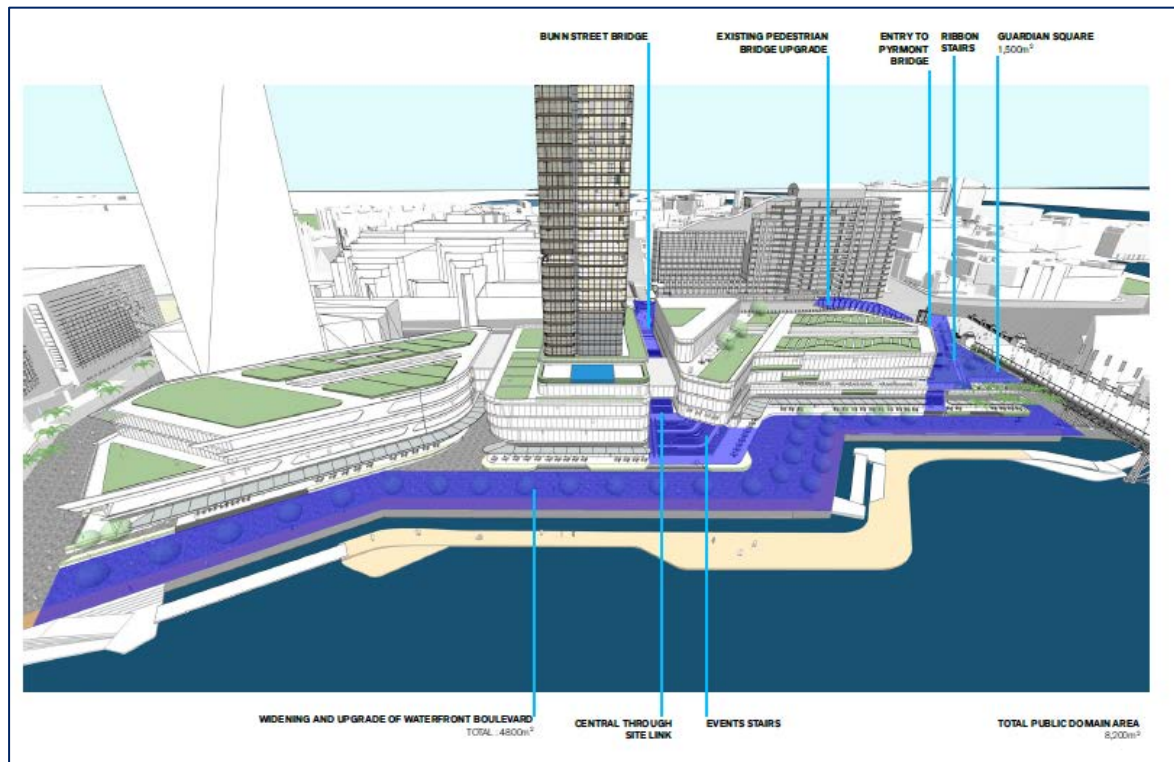 BUNN STREET BRIDGE
EXISTING PEDESTRIAN
BRIDGE UPGRADE
ENTRY TO
PYRMONT
BRIDGE
RIBBON
STAIRS
GUARDIAN SQUARE
1,500m²
WIDENING AND UPGRADE OF WATERFRONT BOULEVARD
TOTAL : 4800m²
CENTRAL THROUGH
SITE LINK
EVENTS STAIRS
TOTAL PUBLIC DOMAIN AREA
8,200m²